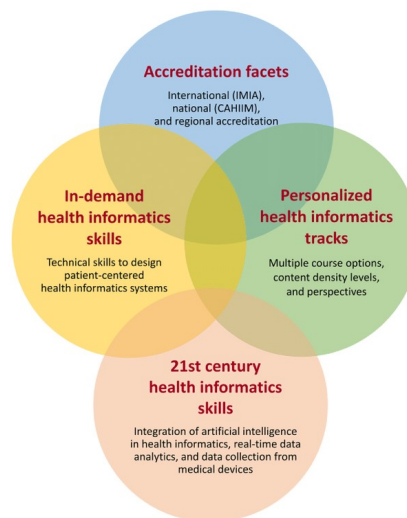 Accreditation facets
International (IMIA),
national (CAHIIM),
and regional accreditation
In-demand
health informatics
skills
Technical skills to design
patient-centered
health informatics systems
Personalized
health informatics
tracks
Multiple course options,
content density levels,
and perspectives
21st century
health informatics
skills
Integration of artificial intelligence
in health informatics, real-time data
analytics, and data collection from
medical devices